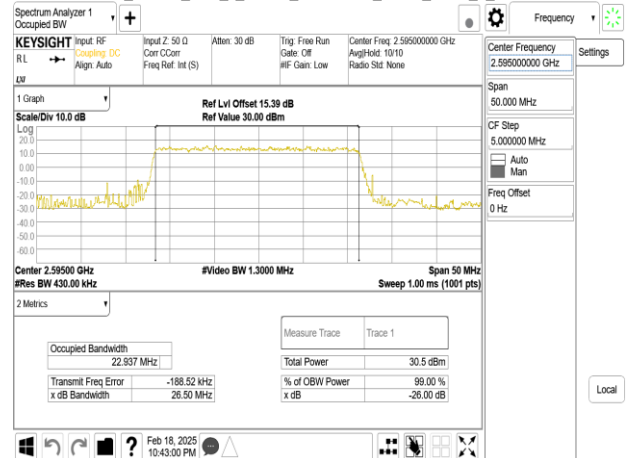 Spectrum Analyzer 1
Occupied BW
Frequency
KEYSIGHT
RL
Input: RF
Coupling: DC
Align: Auto
Input Z: 50 Ω
Corr CCorr
Freq Ref: Int (S)
Atten: 30 dB
Trig: Free Run
Gate: Off
#IF Gain: Low
Center Freq: 2.595000000 GHz
Avg|Hold: 10/10
Radio Std: None
Center Frequency
2.595000000 GHz
Settings
Span
50.000 MHz
CF Step
5.000000 MHz
Auto
Man
Freq Offset
0 Hz
Local
1 Graph
Scale/Div 10.0 dB
Ref Lvl Offset 15.39 dB
Ref Value 30.00 dBm
Log
20.0
10.0
0.00
-10.0
-20.0
-30.0
-40.0
-50.0
-60.0
Center 2.59500 GHz
#Video BW 1.3000 MHz
Span 50 MHz
#Res BW 430.00 kHz
Sweep 1.00 ms (1001 pts)
2 Metrics
Measure Trace Trace 1
Occupied Bandwidth
22.937 MHz
Total Power 30.5 dBm
Transmit Freq Error -188.52 kHz
% of OBW Power 99.00 %
x dB Bandwidth 26.50 MHz
x dB -26.00 dB
?
Feb 18, 2025
10:43:00 PM